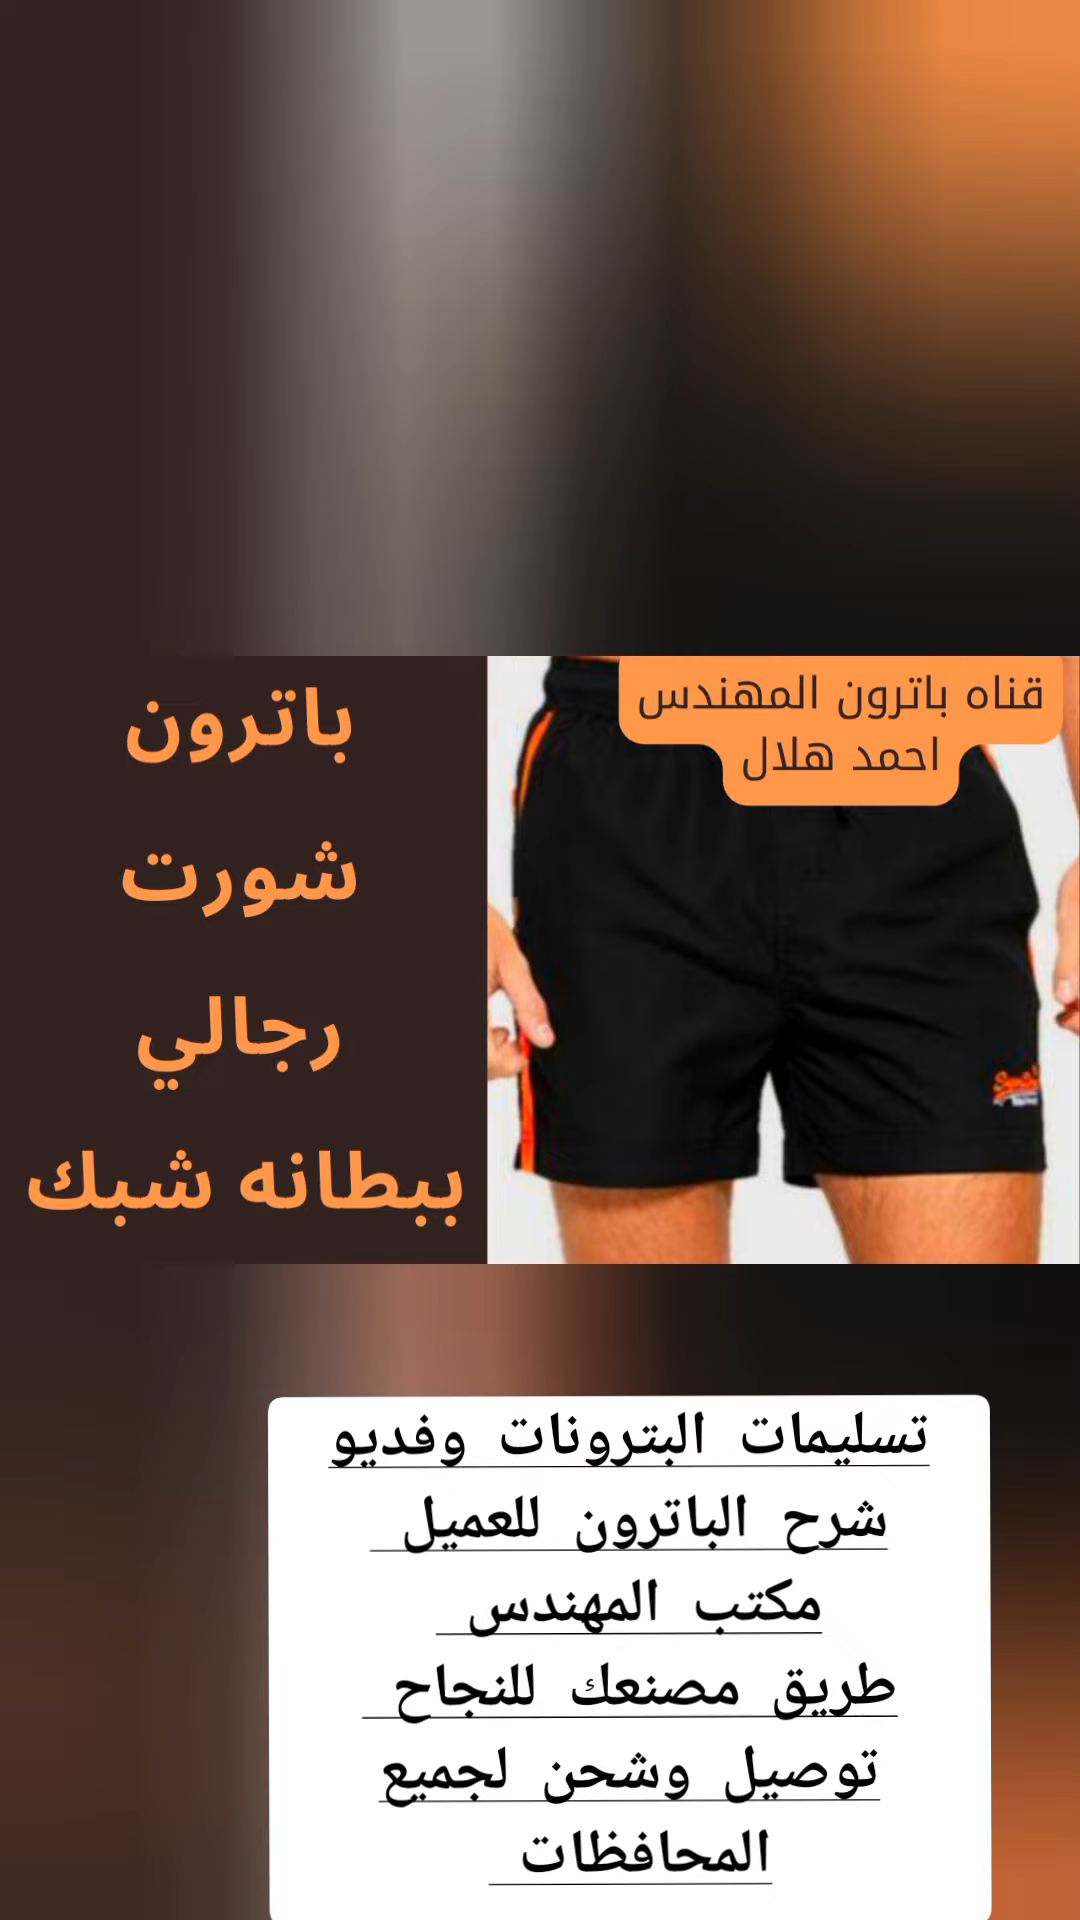 باترون
شورت
رجالي
ببطانه شبك
قناه باترون المهندس
احمد هلال
تسليمات البترونات وفديو
شرح الباترون للعميل
مكتب المهندس
طريق مصنعك للنجاح
توصيل وشحن لجميع
المحافظات